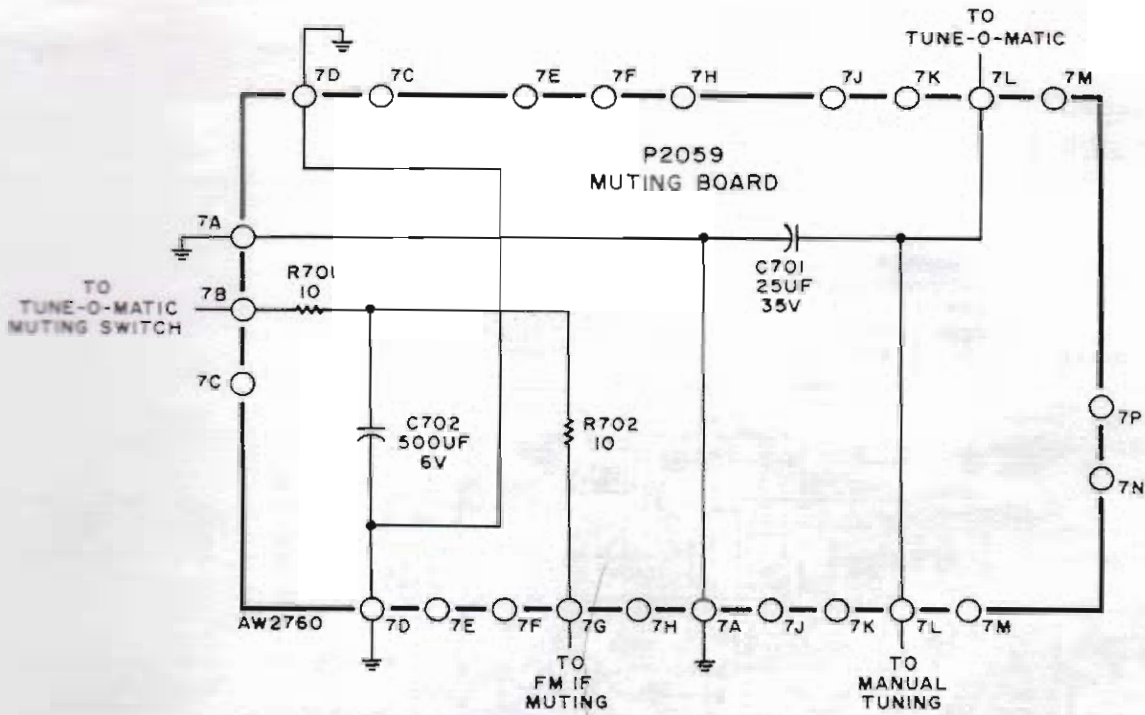 TO
TUNE-O-MATIC
7D
7C
7E
7F
7H
7J
7K
7L
7M
P2059
MUTING BOARD
7A
C701
25UF
35V
TO
TUNE-O-MATIC
MUTING SWITCH
7B
R701
10
7C
C702
500UF
6V
R702
10
7P
7N
AW2760
7D
7E
7F
7G
7H
7A
7J
7K
7L
7M
TO
FM IF
MUTING
TO
MANUAL
TUNING